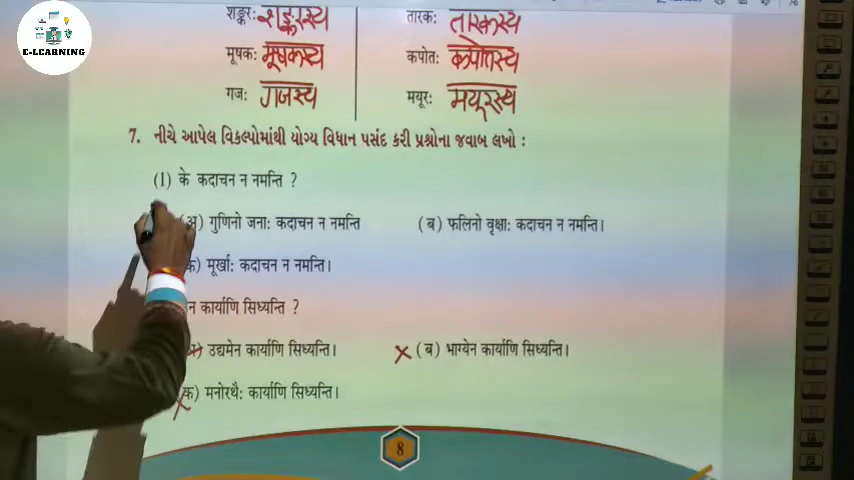 E-LEARNING
शङ्करः शङ्करस्य
तारकः तारकस्य
मूषकः मूषकस्य
कपोतः कपोतस्य
गजः गजस्य
मयूरः मयूरस्य
7. નીચે આપેલ વિકલ્પોમાંથી યોગ્ય વિધાન પસંદ કરી પ્રશ્નોના જવાબ લખો :
(1) के कदाचन न नमन्ति ?
अ) गुणिनो जनाः कदाचन न नमन्ति
(ब) फलिनो वृक्षाः कदाचन न नमन्ति।
क) मूर्खाः कदाचन न नमन्ति।
न कार्याणि सिध्यन्ति ?
उद्यमेन कार्याणि सिध्यन्ति।
× (ब) भाग्येन कार्याणि सिध्यन्ति।
क) मनोरथैः कार्याणि सिध्यन्ति।
8